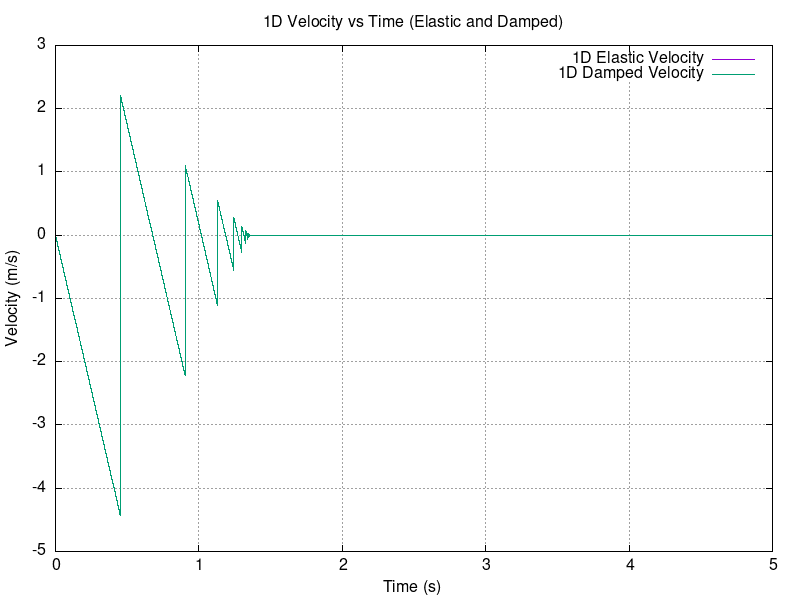 1D Velocity vs Time (Elastic and Damped)
1D Elastic Velocity
1D Damped Velocity
3
2
1
0
-1
-2
-3
-4
-5
Velocity (m/s)
0 1 2 3 4 5
Time (s)